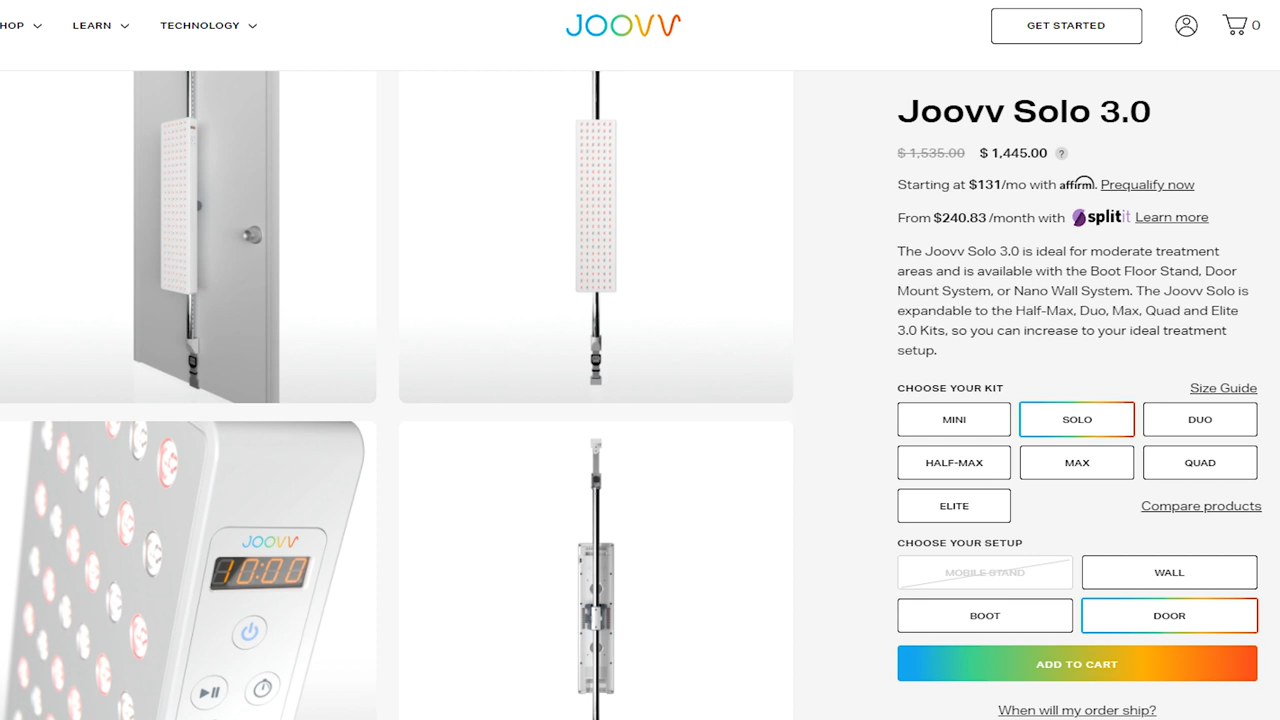 HOP
LEARN
TECHNOLOGY
JOOVV
GET STARTED
0
Joovv Solo 3.0
$ 1,535.00 $ 1,445.00 ?
Starting at $131/mo with affirm. Prequalify now
From $240.83 /month with splitit Learn more
The Joovv Solo 3.0 is ideal for moderate treatment
areas and is available with the Boot Floor Stand, Door
Mount System, or Nano Wall System. The Joovv Solo is
expandable to the Half-Max, Duo, Max, Quad and Elite
3.0 Kits, so you can increase to your ideal treatment
setup.
CHOOSE YOUR KIT
Size Guide
MINI
SOLO
DUO
HALF-MAX
MAX
QUAD
ELITE
Compare products
CHOOSE YOUR SETUP
MOBILE STAND
WALL
BOOT
DOOR
ADD TO CART
When will my order ship?
JOOVV
10:00